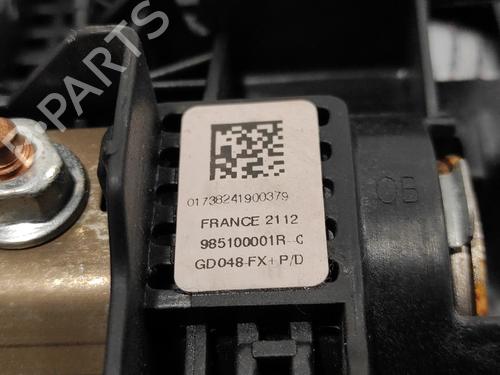 B-PARTS
01738241900379
FRANCE 2112
985100001R--C
GD048-FX+P/D
CB